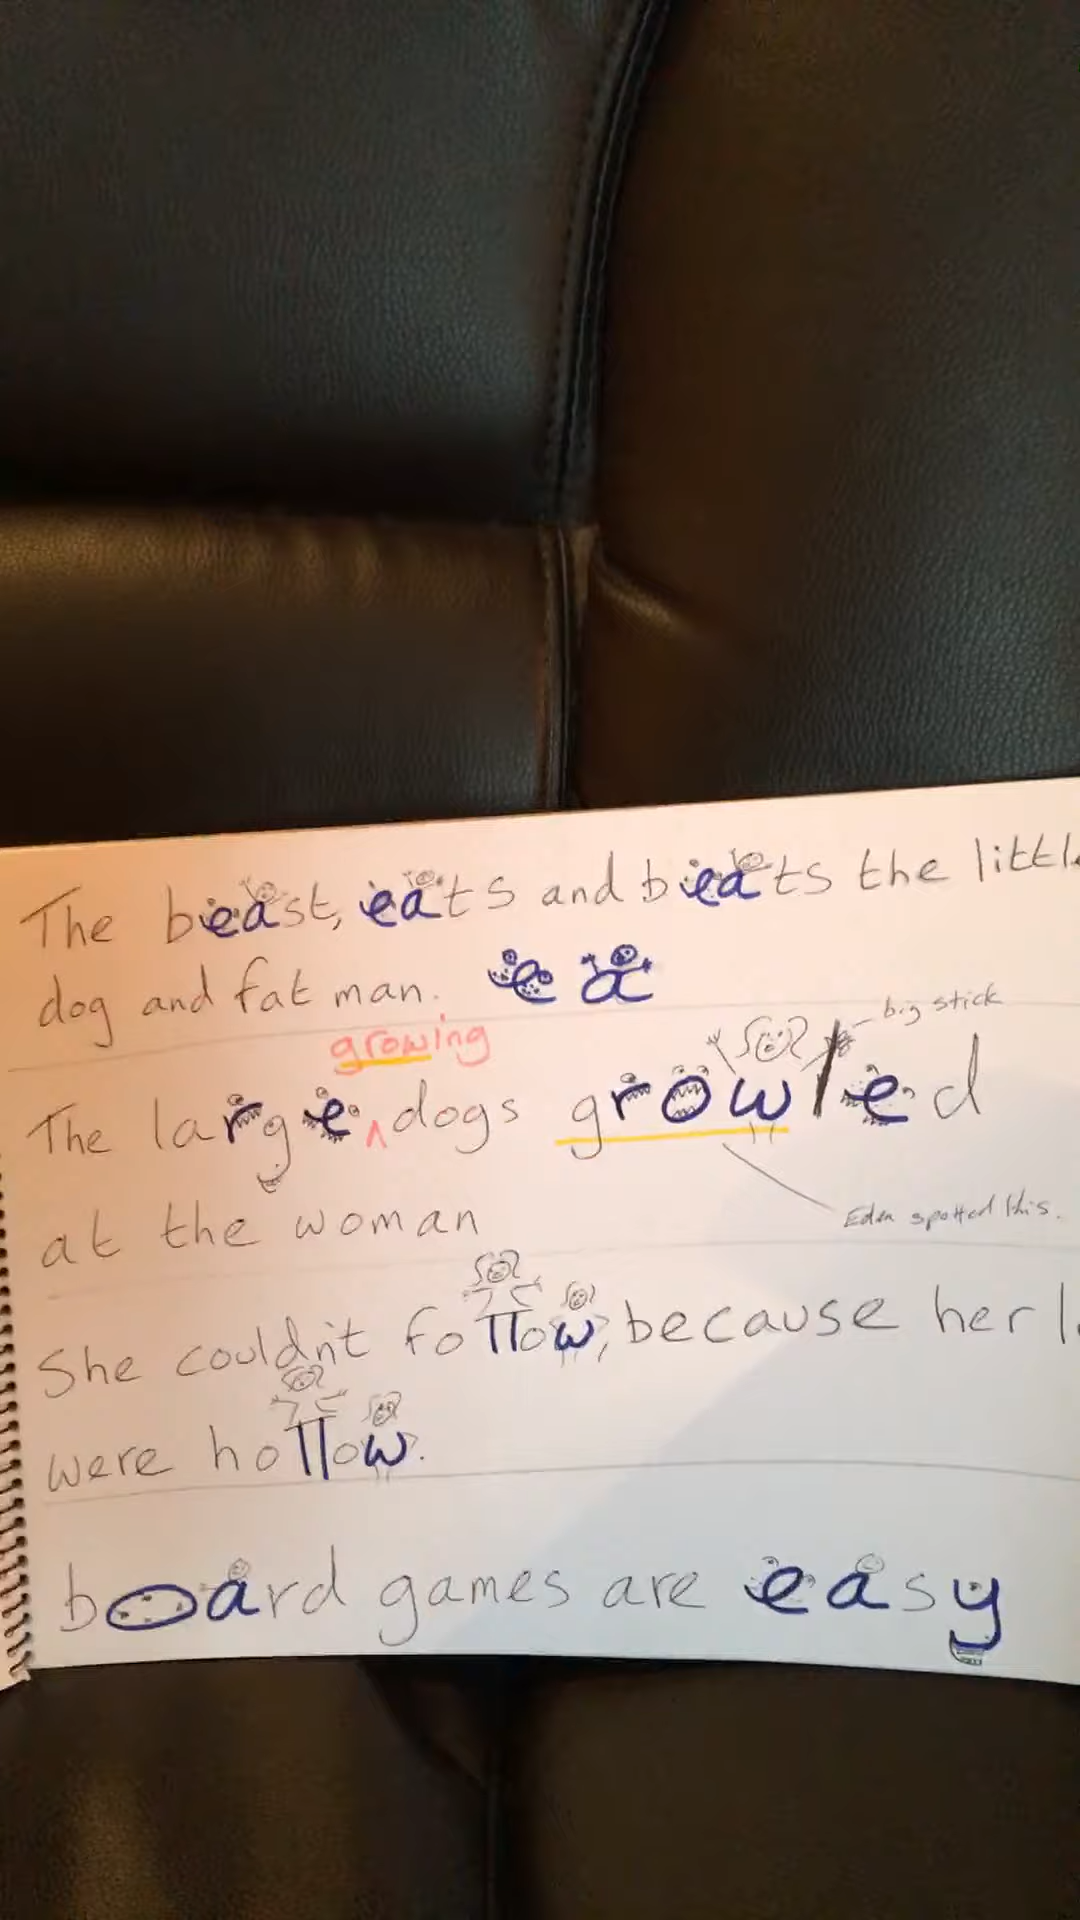 The beast, eats and beats the little
dog and fat man. e a
growing
big stick
The large ^ dogs growled
Eden spotted this.
at the woman
She couldn't follow, because her l
were hollow.
board games are easy